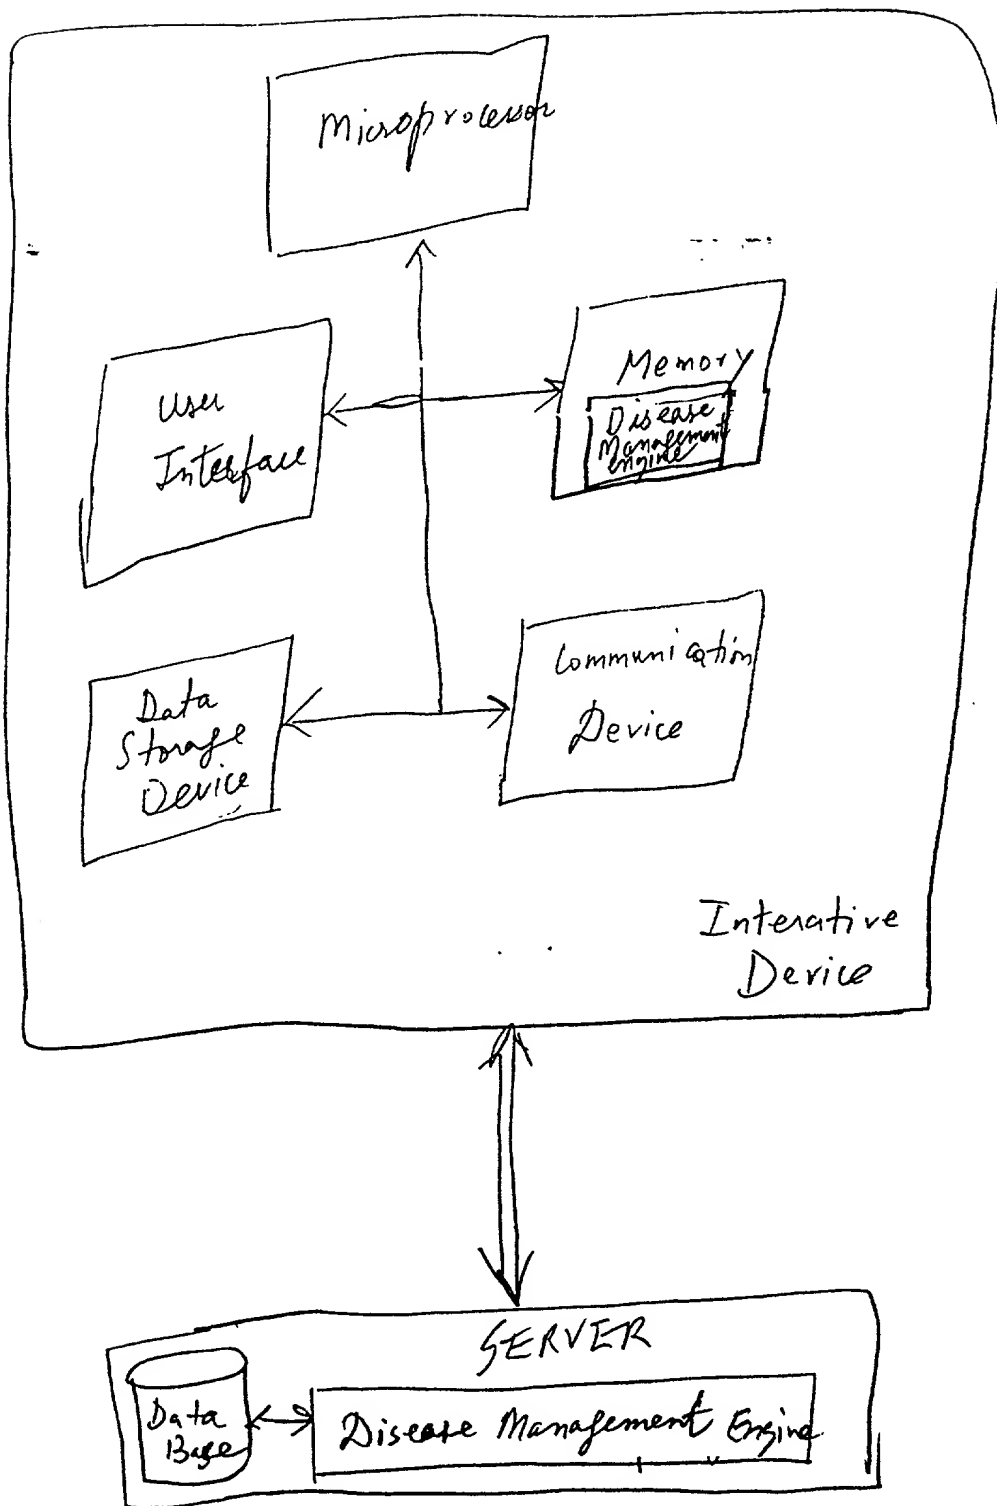 Microprocessor
User
Interface
Memory
Disease
Management
engine
Data
Storage
Device
Communication
Device
Interative
Device
SERVER
Data
Base
Disease Management Engine